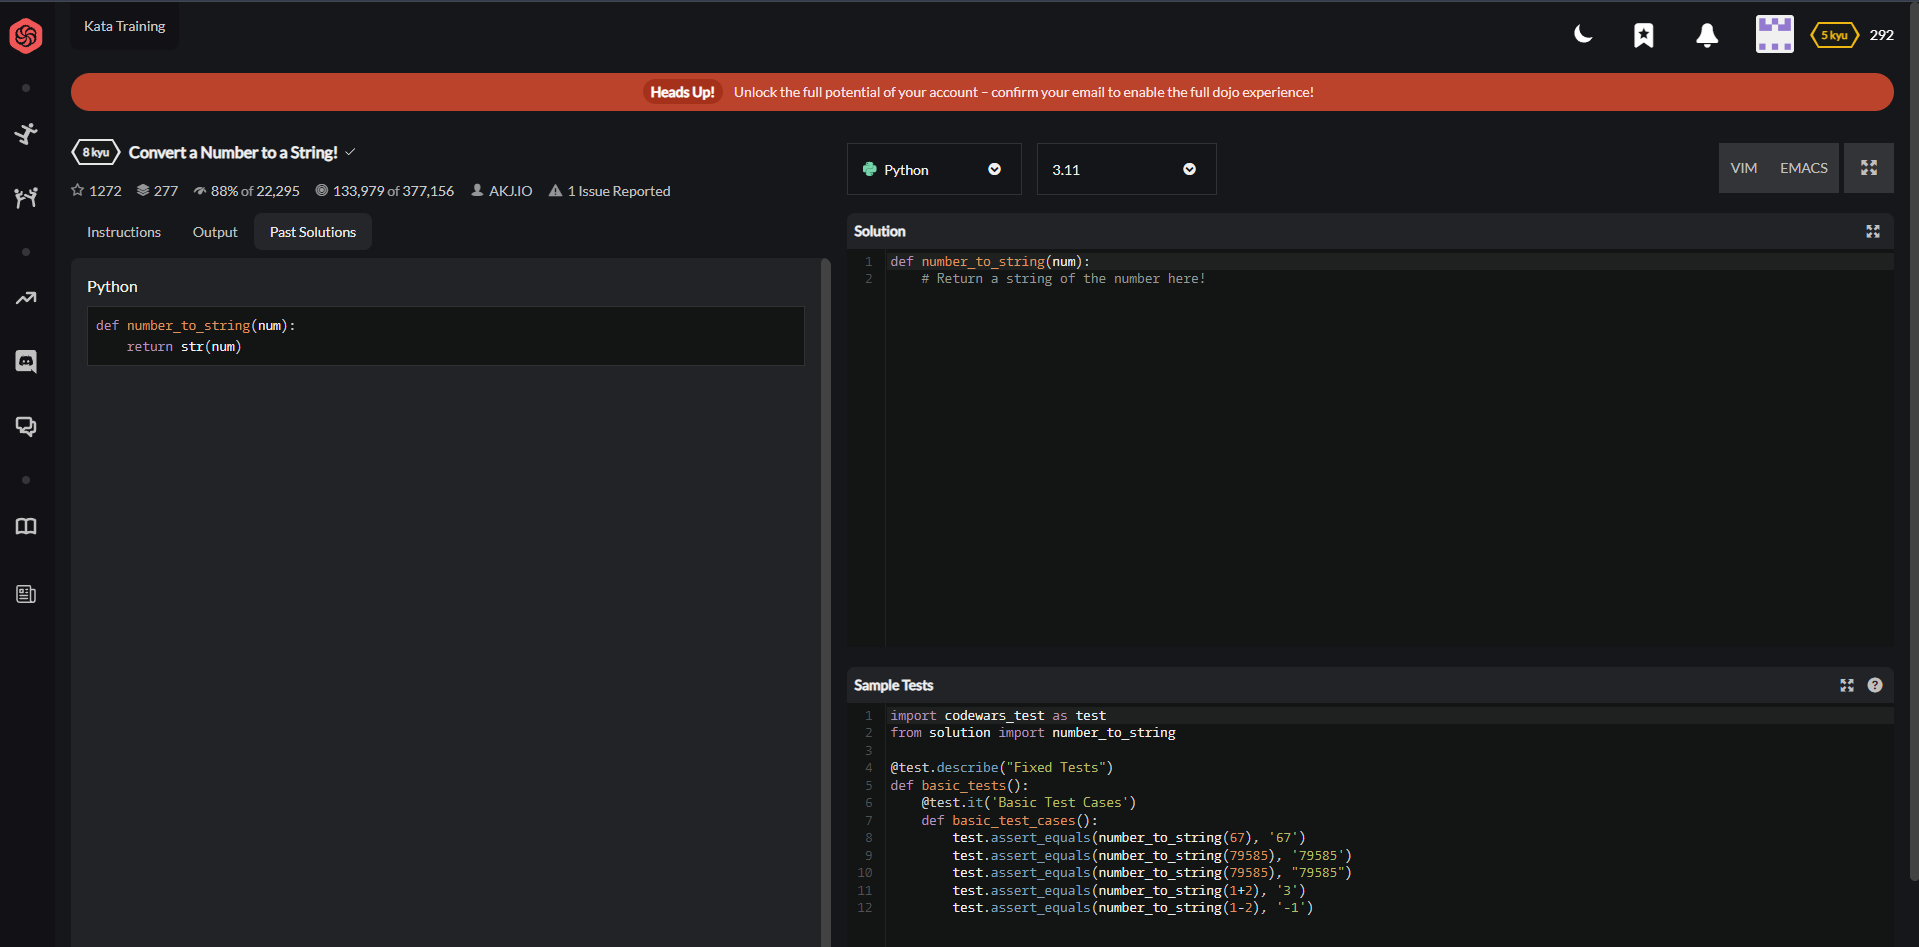 Kata Training
5 kyu 292
Heads Up! Unlock the full potential of your account – confirm your email to enable the full dojo experience!
8 kyu Convert a Number to a String!
1272 277 88% of 22,295 133,979 of 377,156 AKJ.IO 1 Issue Reported
Instructions Output Past Solutions
Python
def number_to_string(num):
    return str(num)
Python 3.11 VIM EMACS
Solution
1 def number_to_string(num):
2     # Return a string of the number here!
Sample Tests
?
1 import codewars_test as test
2 from solution import number_to_string
3
4 @test.describe("Fixed Tests")
5 def basic_tests():
6     @test.it('Basic Test Cases')
7     def basic_test_cases():
8         test.assert_equals(number_to_string(67), '67')
9         test.assert_equals(number_to_string(79585), '79585')
10         test.assert_equals(number_to_string(79585), "79585")
11         test.assert_equals(number_to_string(1+2), '3')
12         test.assert_equals(number_to_string(1-2), '-1')